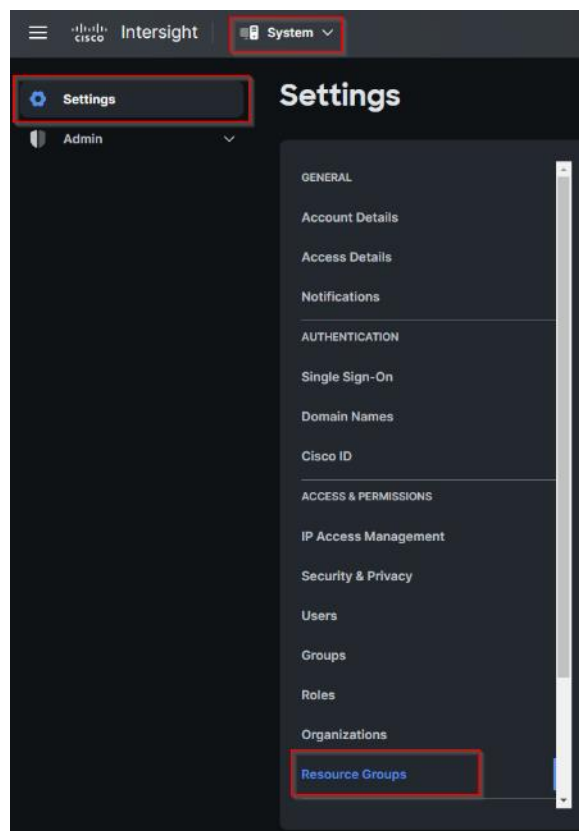 cisco Intersight System
Settings
Admin
Settings
GENERAL
Account Details
Access Details
Notifications
AUTHENTICATION
Single Sign-On
Domain Names
Cisco ID
ACCESS & PERMISSIONS
IP Access Management
Security & Privacy
Users
Groups
Roles
Organizations
Resource Groups